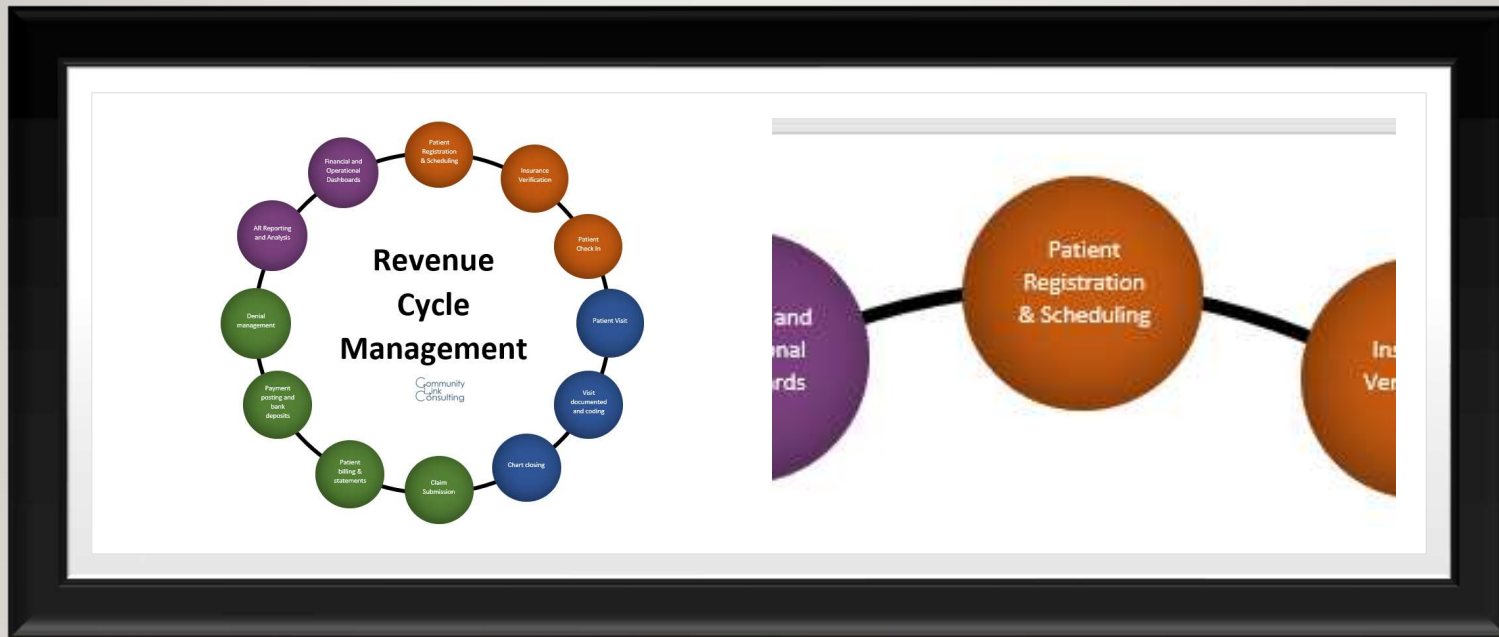 Patient
Registration
& Scheduling
Insurance
Verification
Patient
Check In
Patient Visit
Visit
documented
and coding
Chart closing
Claim
Submission
Patient
billing &
statements
Payment
posting and
bank
deposits
Denial
management
AR Reporting
and Analysis
Financial and
Operational
Dashboards
Revenue
Cycle
Management
Community
Link
Consulting
and
onal
rds
Patient
Registration
& Scheduling
Ins
Ver